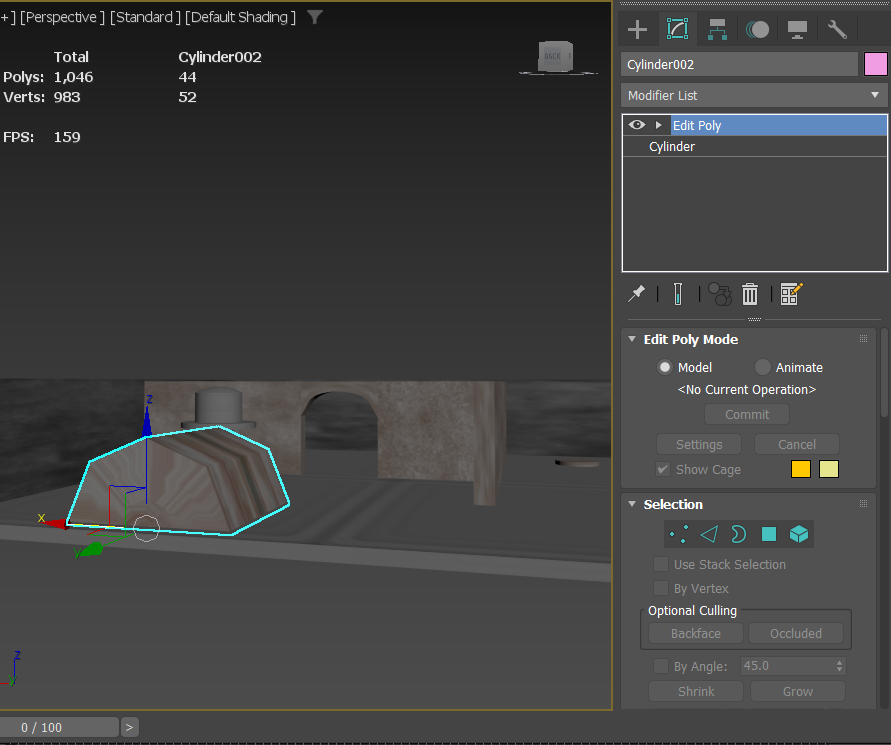 + ] [Perspective ] [Standard ] [Default Shading ]
Total Cylinder002
Polys: 1,046 44
Verts: 983 52
FPS: 159
BACK
z
x
y
z
y
0 / 100 >
Cylinder002
Modifier List
Edit Poly
Cylinder
Edit Poly Mode
Model Animate
<No Current Operation>
Commit
Settings Cancel
Show Cage
Selection
Use Stack Selection
By Vertex
Optional Culling
Backface Occluded
By Angle: 45.0
Shrink Grow